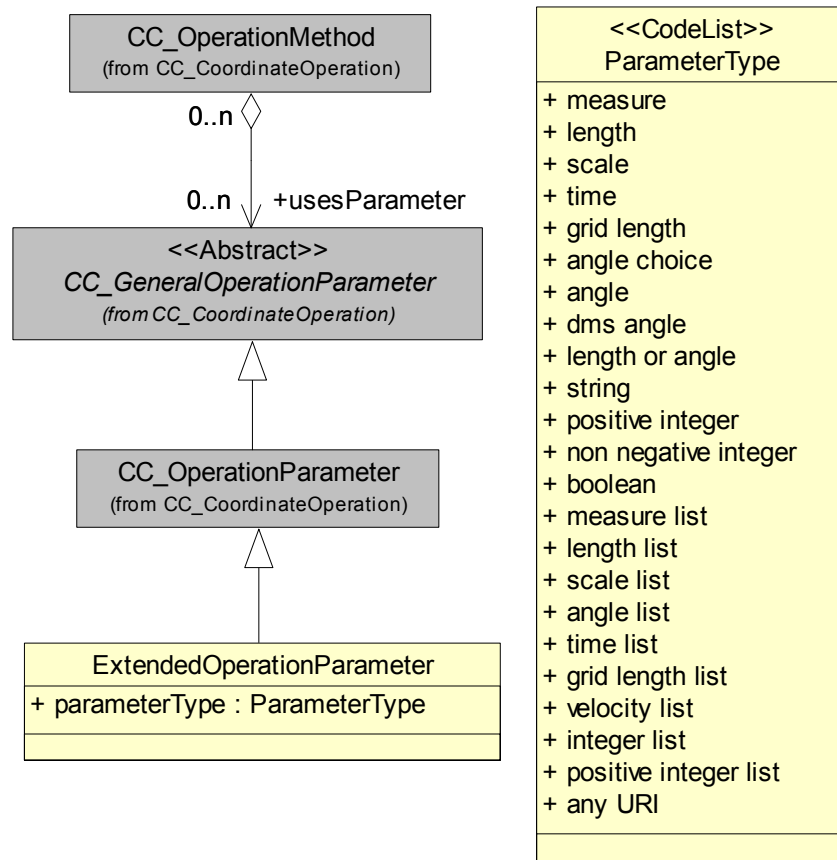 CC_OperationMethod
(from CC_CoordinateOperation)
0..n
0..n
+usesParameter
<<Abstract>>
CC_GeneralOperationParameter
(from CC_CoordinateOperation)
CC_OperationParameter
(from CC_CoordinateOperation)
ExtendedOperationParameter
+ parameterType : ParameterType
<<CodeList>>
ParameterType
+ measure
+ length
+ scale
+ time
+ grid length
+ angle choice
+ angle
+ dms angle
+ length or angle
+ string
+ positive integer
+ non negative integer
+ boolean
+ measure list
+ length list
+ scale list
+ angle list
+ time list
+ grid length list
+ velocity list
+ integer list
+ positive integer list
+ any URI